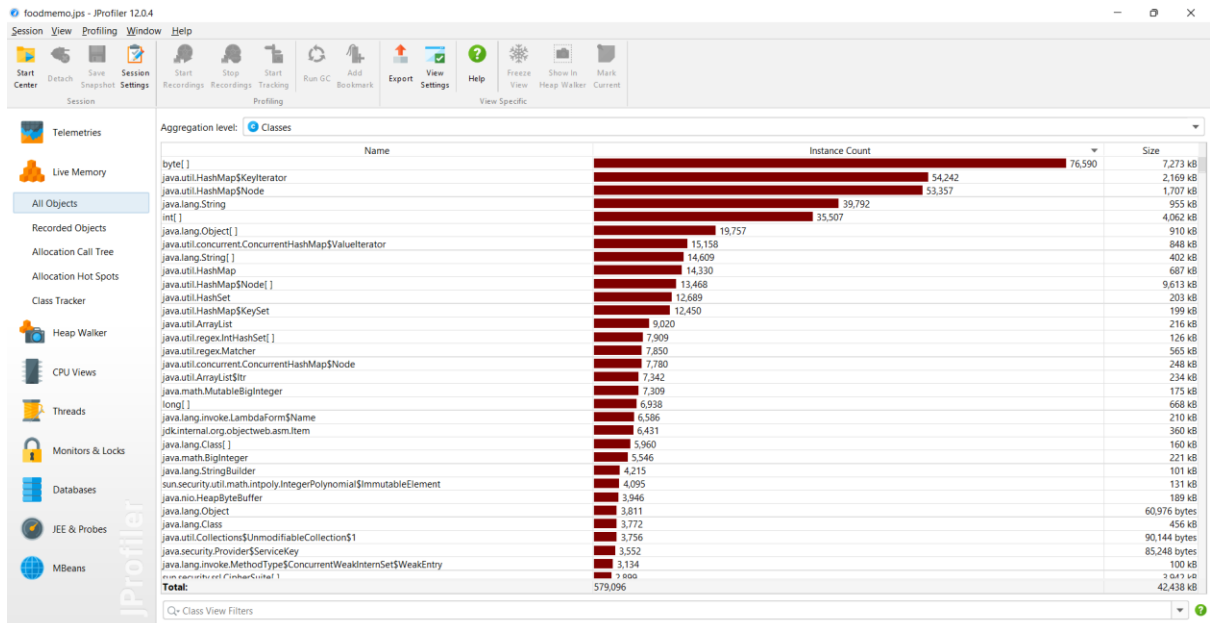 foodmemo.jps - JProfiler 12.0.4
Session View Profiling Window Help
Start Center Detach Save Snapshot Session Settings Start Recordings Stop Recordings Start Tracking Run GC Add Bookmark Export View Settings Help Freeze View Show In Heap Walker Mark Current
Session Profiling View Specific
Telemetries
Live Memory
All Objects
Recorded Objects
Allocation Call Tree
Allocation Hot Spots
Class Tracker
Heap Walker
CPU Views
Threads
Monitors & Locks
Databases
JEE & Probes
MBeans
JProfiler
Aggregation level: Classes
Name Instance Count Size
byte[ ] 76,590 7,273 kB
java.util.HashMap$KeyIterator 54,242 2,169 kB
java.util.HashMap$Node 53,357 1,707 kB
java.lang.String 39,792 955 kB
int[ ] 35,507 4,062 kB
java.lang.Object[ ] 19,757 910 kB
java.util.concurrent.ConcurrentHashMap$ValueIterator 15,158 848 kB
java.lang.String[ ] 14,609 402 kB
java.util.HashMap 14,330 687 kB
java.util.HashMap$Node[ ] 13,468 9,613 kB
java.util.HashSet 12,689 203 kB
java.util.HashMap$KeySet 12,450 199 kB
java.util.ArrayList 9,020 216 kB
java.util.regex.IntHashSet[ ] 7,909 126 kB
java.util.regex.Matcher 7,850 565 kB
java.util.concurrent.ConcurrentHashMap$Node 7,780 248 kB
java.util.ArrayList$Itr 7,342 234 kB
java.math.MutableBigInteger 7,309 175 kB
long[ ] 6,938 668 kB
java.lang.invoke.LambdaForm$Name 6,586 210 kB
jdk.internal.org.objectweb.asm.Item 6,431 360 kB
java.lang.Class[ ] 5,960 160 kB
java.math.BigInteger 5,546 221 kB
java.lang.StringBuilder 4,215 101 kB
sun.security.util.math.intpoly.IntegerPolynomial$ImmutableElement 4,095 131 kB
java.nio.HeapByteBuffer 3,946 189 kB
java.lang.Object 3,811 60,976 bytes
java.lang.Class 3,772 456 kB
java.util.Collections$UnmodifiableCollection$1 3,756 90,144 bytes
java.security.Provider$ServiceKey 3,552 85,248 bytes
java.lang.invoke.MethodType$ConcurrentWeakInternSet$WeakEntry 3,134 100 kB
sun.security.ssl.CipherSuite[ ] 2,899 3,942 kB
Total: 579,096 42,438 kB
Class View Filters